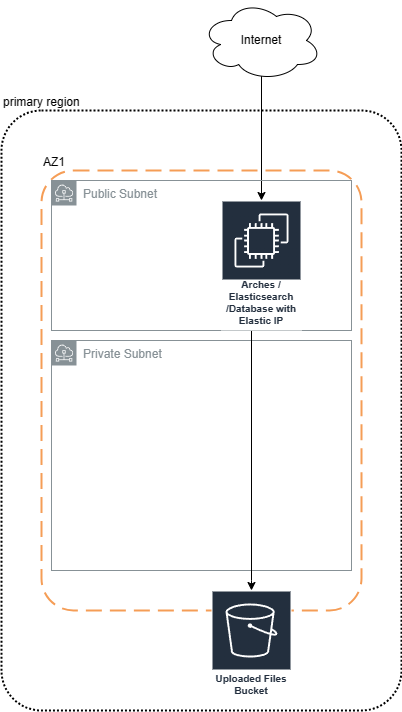 Internet
primary region
AZ1
Public Subnet
Arches /
Elasticsearch
/Database with
Elastic IP
Private Subnet
Uploaded Files
Bucket